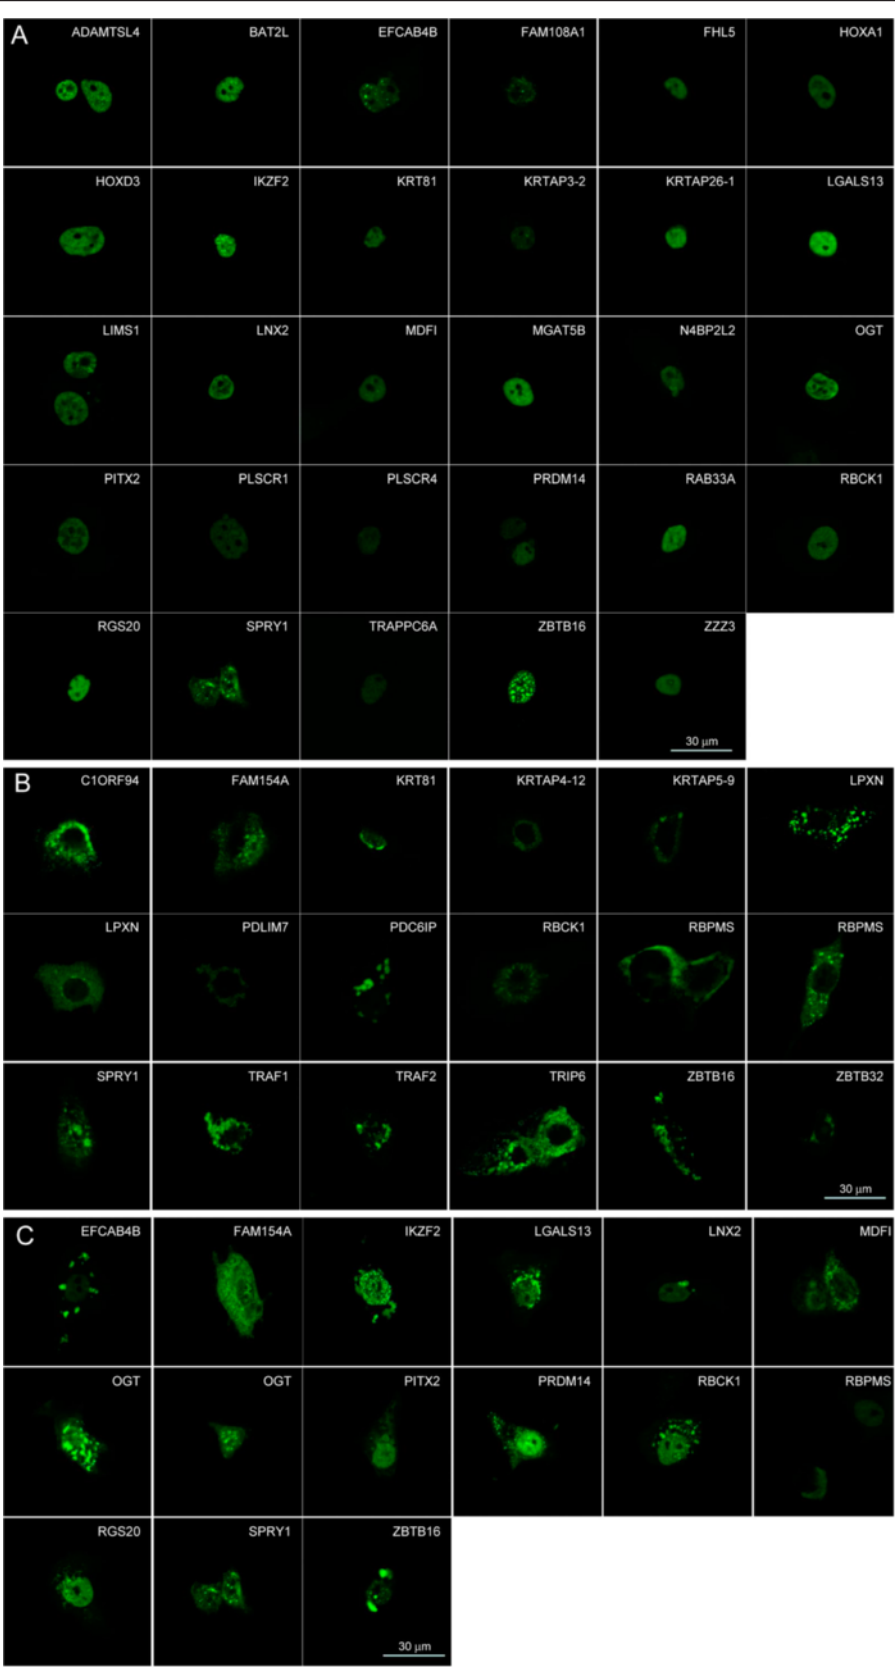 A
ADAMTSL4 BAT2L EFCAB4B FAM108A1 FHL5 HOXA1
HOXD3 IKZF2 KRT81 KRTAP3-2 KRTAP26-1 LGALS13
LIMS1 LNX2 MDFI MGAT5B N4BP2L2 OGT
PITX2 PLSCR1 PLSCR4 PRDM14 RAB33A RBCK1
RGS20 SPRY1 TRAPPC6A ZBTB16 ZZZ3
30 μm
B
C1ORF94 FAM154A KRT81 KRTAP4-12 KRTAP5-9 LPXN
LPXN PDLIM7 PDC6IP RBCK1 RBPMS RBPMS
SPRY1 TRAF1 TRAF2 TRIP6 ZBTB16 ZBTB32
30 μm
C
EFCAB4B FAM154A IKZF2 LGALS13 LNX2 MDFI
OGT OGT PITX2 PRDM14 RBCK1 RBPMS
RGS20 SPRY1 ZBTB16
30 μm